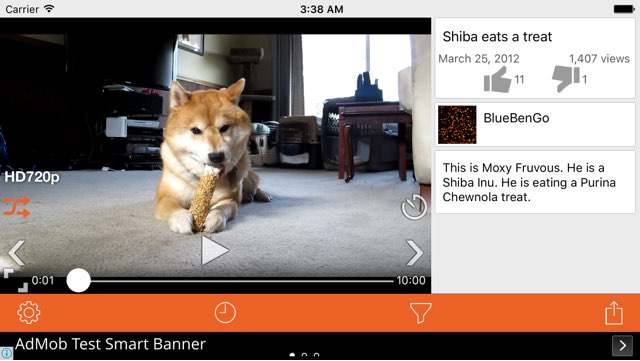 Carrier 3:38 AM
Shiba eats a treat
March 25, 2012 1,407 views
11 1
BlueBenGo
This is Moxy Fruvous. He is a
Shiba Inu. He is eating a Purina
Chewnola treat.
HD720p
0:01 10:00
AdMob Test Smart Banner